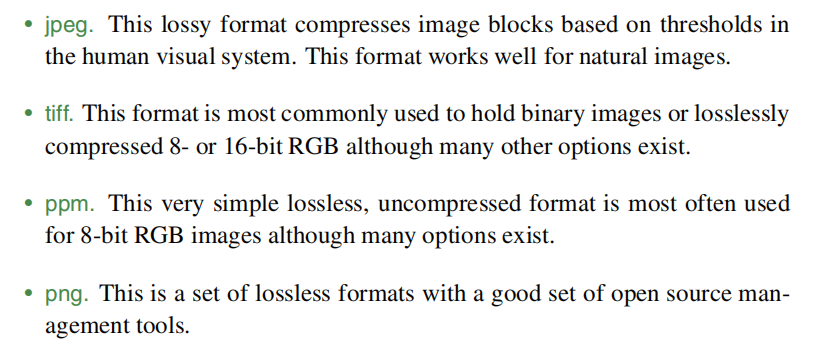 • jpeg. This lossy format compresses image blocks based on thresholds in
the human visual system. This format works well for natural images.
• tiff. This format is most commonly used to hold binary images or losslessly
compressed 8- or 16-bit RGB although many other options exist.
• ppm. This very simple lossless, uncompressed format is most often used
for 8-bit RGB images although many options exist.
• png. This is a set of lossless formats with a good set of open source man-
agement tools.